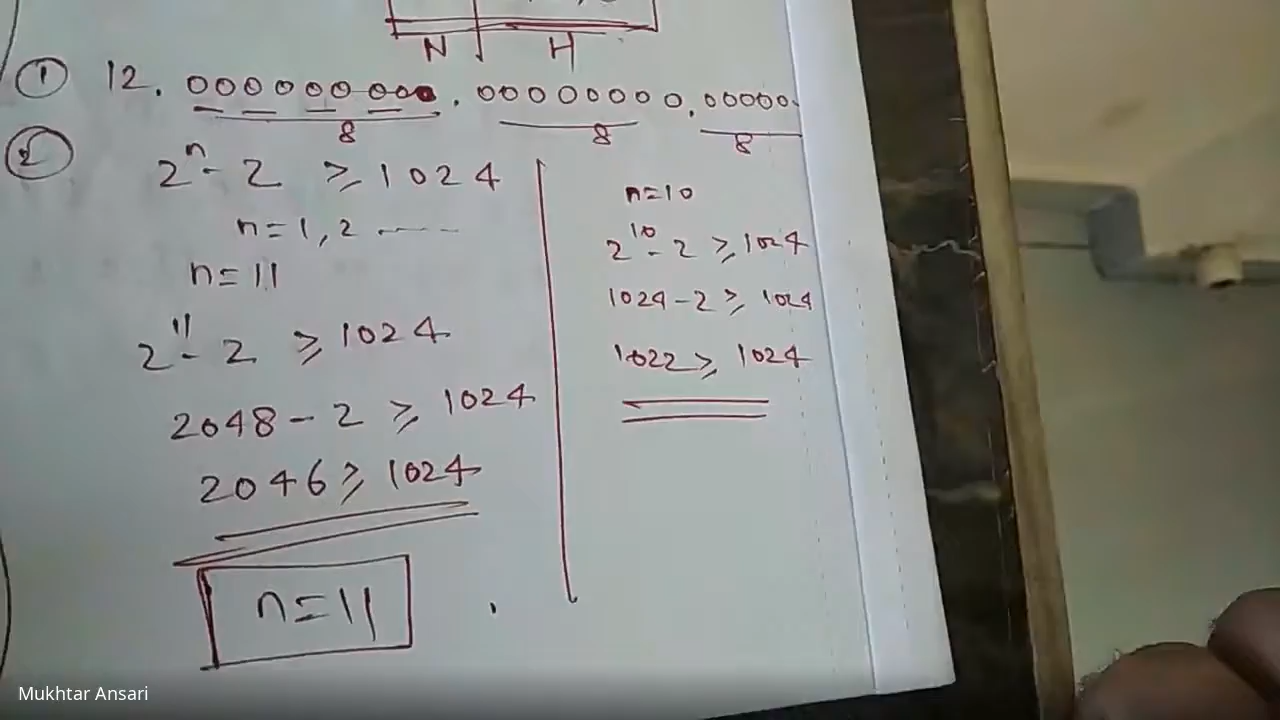 N H
① 12. 000000000. 00000000. 00000
8 8 8
② 2ⁿ - 2 ≥ 1024
n=1, 2 -----
n=11
2¹¹ - 2 ≥ 1024
2048 - 2 ≥ 1024
2046 ≥ 1024
n=11
n=10
2¹⁰ - 2 ≥ 1024
1024 - 2 ≥ 1024
1022 ≥ 1024
Mukhtar Ansari